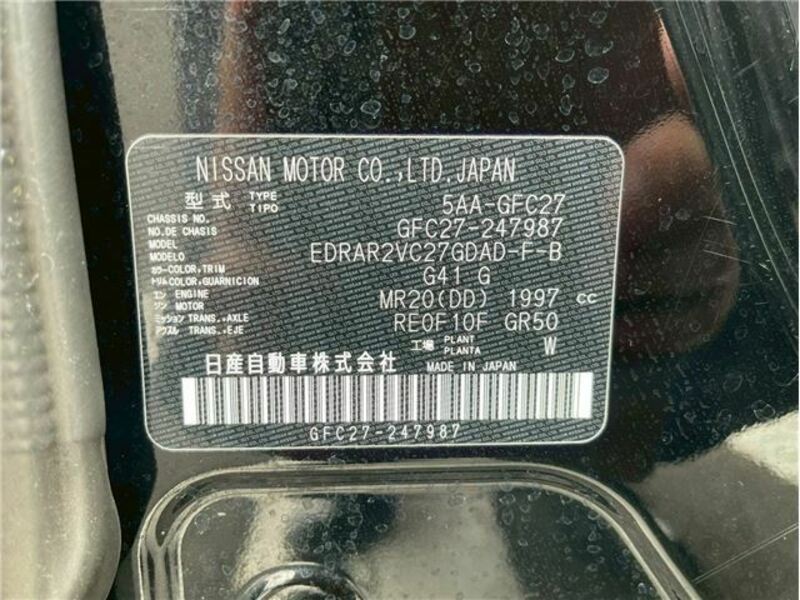 NISSAN MOTOR CO.,LTD.JAPAN
型式 TYPE TIPO 5AA-GFC27
CHASSIS NO. NO.DE CHASSIS GFC27-247987
MODEL MODELO EDRAR2VC27GDAD-F-B
カラー COLOR,TRIM トリム COLOR,GUARNICION G41 G
エンジン ENGINE MOTOR MR20(DD) 1997 cc
ミッション TRANS.,AXLE アクスル TRANS.,EJE RE0F10F GR50
工場 PLANT PLANTA W
日産自動車株式会社 MADE IN JAPAN
GFC27-247987